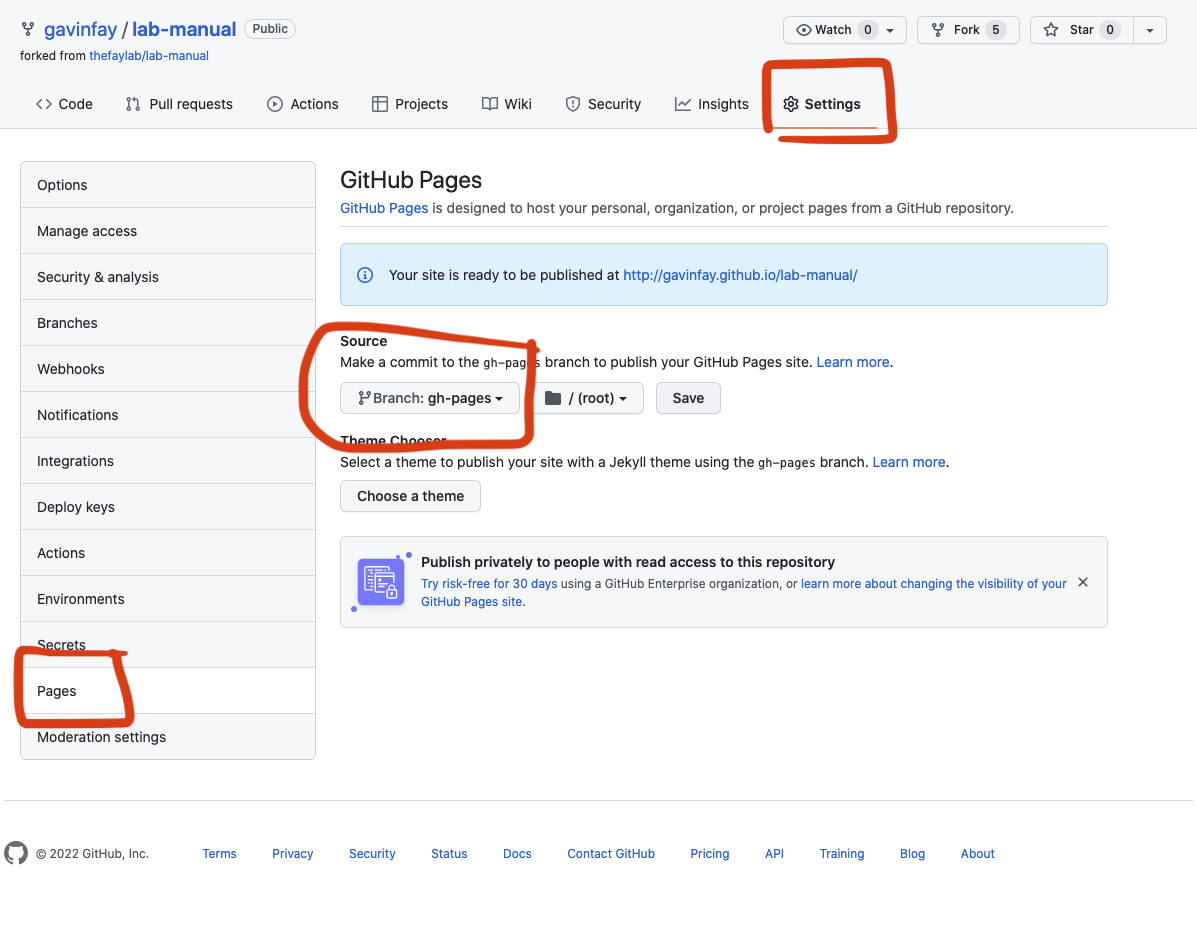 gavinfay / lab-manual Public
Watch 0 Fork 5 Star 0
forked from thefaylab/lab-manual
Code Pull requests Actions Projects Wiki Security Insights Settings
Options
Manage access
Security & analysis
Branches
Webhooks
Notifications
Integrations
Deploy keys
Actions
Environments
Secrets
Pages
Moderation settings
GitHub Pages
GitHub Pages is designed to host your personal, organization, or project pages from a GitHub repository.
Your site is ready to be published at http://gavinfay.github.io/lab-manual/
Source
Make a commit to the gh-pages branch to publish your GitHub Pages site. Learn more.
Branch: gh-pages / (root) Save
Theme Chooser
Select a theme to publish your site with a Jekyll theme using the gh-pages branch. Learn more.
Choose a theme
Publish privately to people with read access to this repository
Try risk-free for 30 days using a GitHub Enterprise organization, or learn more about changing the visibility of your
GitHub Pages site.
© 2022 GitHub, Inc. Terms Privacy Security Status Docs Contact GitHub Pricing API Training Blog About